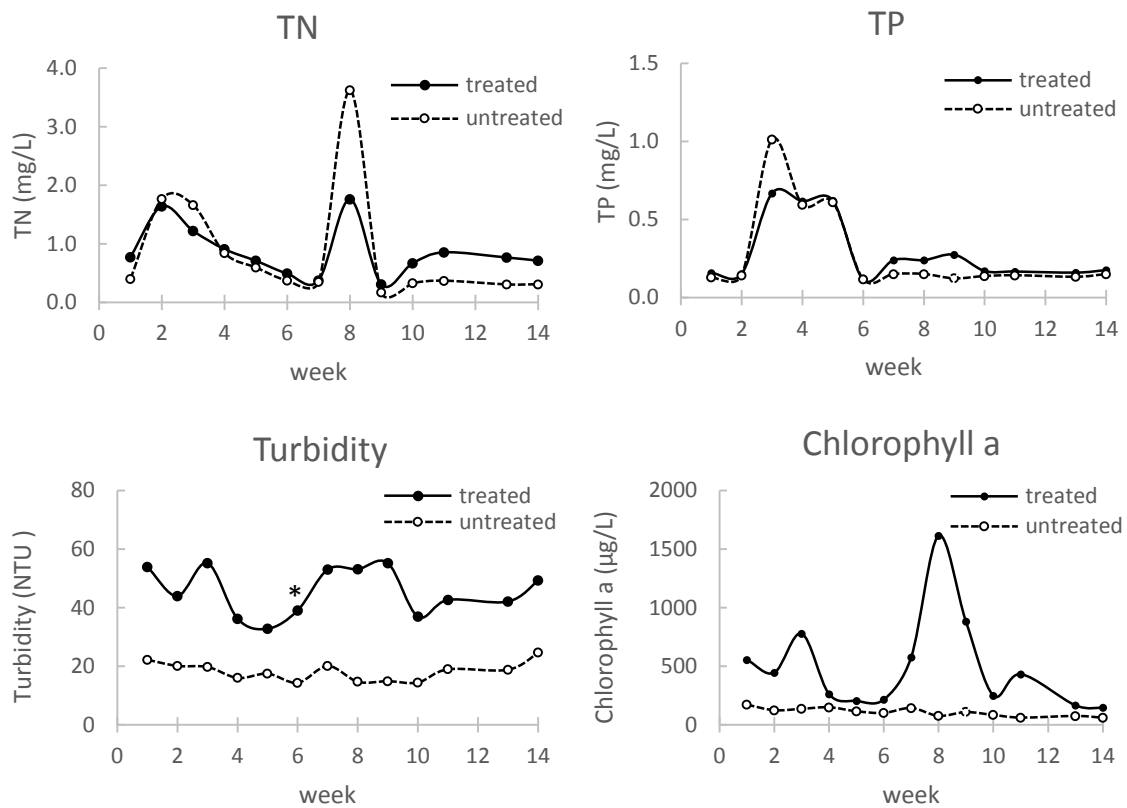 TN
4.0
3.0
2.0
1.0
0.0
TN (mg/L)
treated
untreated
0 2 4 6 8 10 12 14
week
TP
1.5
1.0
0.5
0.0
TP (mg/L)
treated
untreated
0 2 4 6 8 10 12 14
week
Turbidity
80
60
40
20
0
Turbidity (NTU )
treated
untreated
*
0 2 4 6 8 10 12 14
week
Chlorophyll a
2000
1500
1000
500
0
Chlorophyll a (µg/L)
treated
untreated
0 2 4 6 8 10 12 14
week